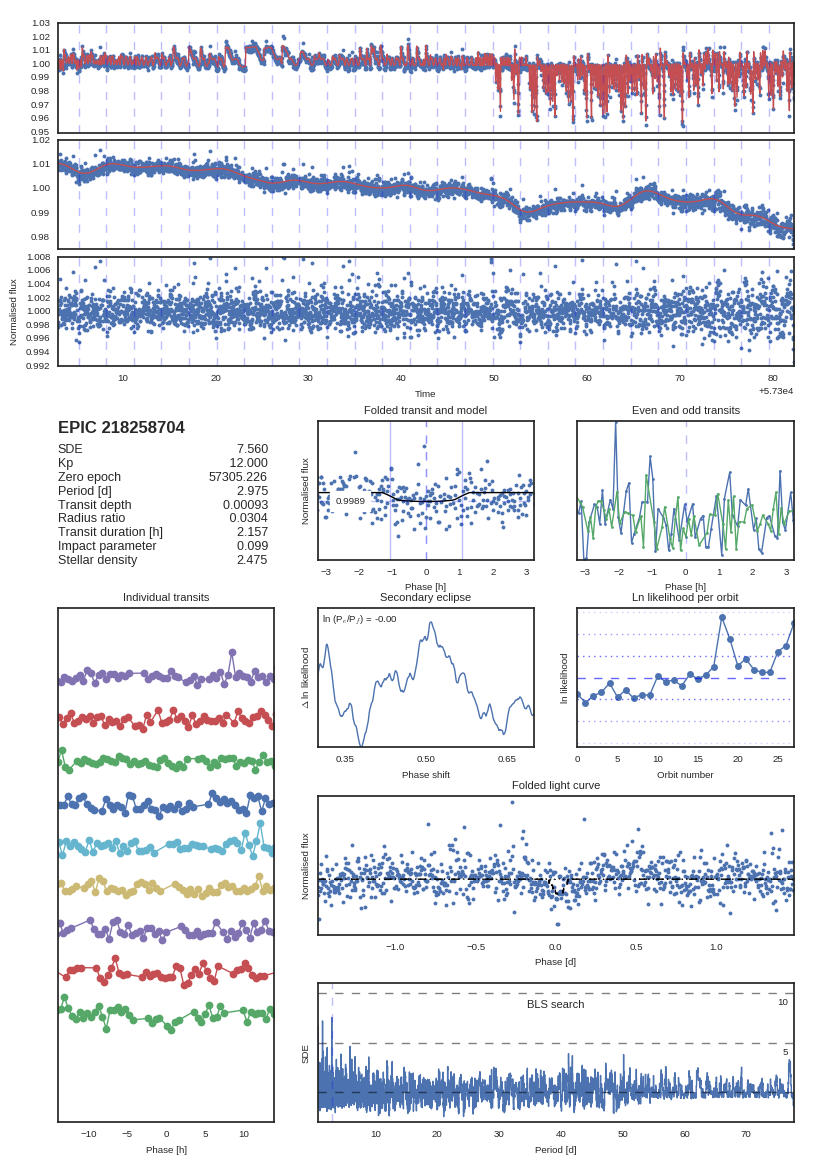 1.03
1.02
1.01
1.00
0.99
0.98
0.97
0.96
0.95
1.02
1.01
1.00
0.99
0.98
1.008
1.006
1.004
1.002
1.000
0.998
0.996
0.994
0.992
Normalised flux
10 20 30 40 50 60 70 80
Time
+5.73e4
EPIC 218258704
SDE 7.560
Kp 12.000
Zero epoch 57305.226
Period [d] 2.975
Transit depth 0.00093
Radius ratio 0.0304
Transit duration [h] 2.157
Impact parameter 0.099
Stellar density 2.475
Folded transit and model
Normalised flux
0.9989
−3 −2 −1 0 1 2 3
Phase [h]
Even and odd transits
−3 −2 −1 0 1 2 3
Phase [h]
Individual transits
−10 −5 0 5 10
Phase [h]
Secondary eclipse
Δ ln likelihood
0.35 0.50 0.65
Phase shift
Ln likelihood per orbit
ln likelihood
0 5 10 15 20 25
Orbit number
Folded light curve
Normalised flux
−1.0 −0.5 0.0 0.5 1.0
Phase [d]
BLS search
10
5
SDE
10 20 30 40 50 60 70
Period [d]